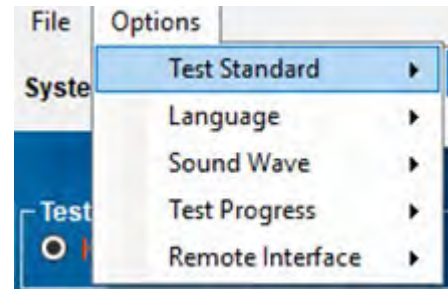 File Options
Test Standard
Syste
Language
Sound Wave
Test
Test Progress
Remote Interface